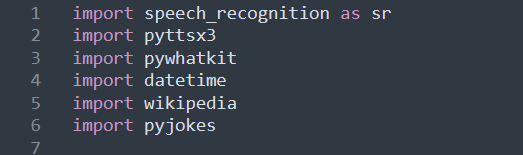 1 import speech_recognition as sr
2 import pyttsx3
3 import pywhatkit
4 import datetime
5 import wikipedia
6 import pyjokes
7